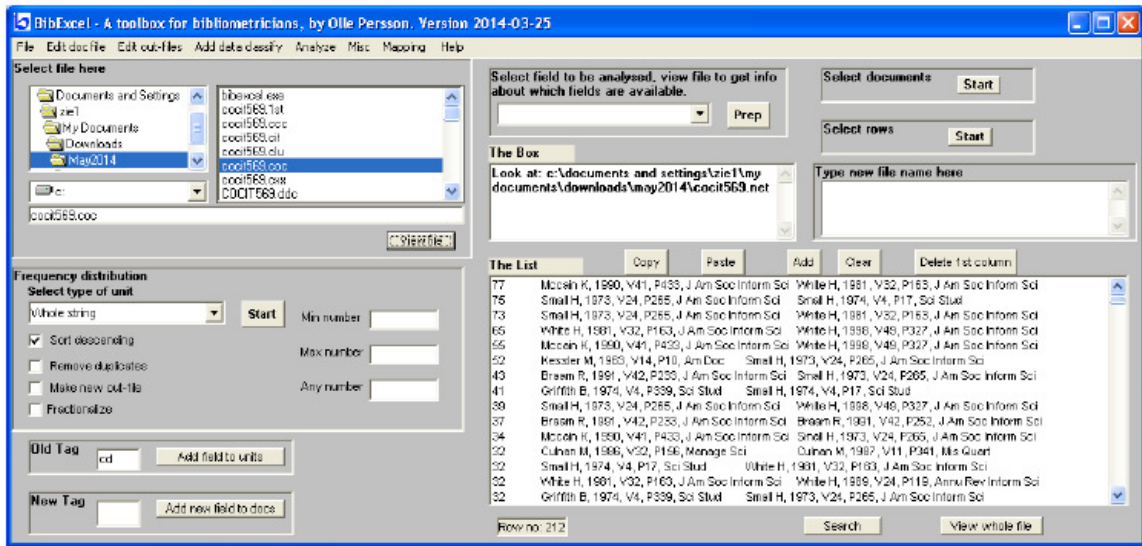 BibExcel - A toolbox for bibliometricians, by Olle Persson. Version 2014-03-25
File Edit doc file Edit out-files Add data classify Analyze Misc Mapping Help
Select file here
Documents and Settings
zie1
My Documents
Downloads
May2014
c:
bibexcel.exe
cocit569.1st
cocit569.ccc
cocit569.cit
cocit569.clu
cocit569.coc
cocit569.cxx
COCIT569.ddc
cocit569.coc
View file
Frequency distribution
Select type of unit
Whole string
Start
Sort descending
Remove duplicates
Make new out-file
Fractionalize
Min number
Max number
Any number
Old Tag
cd
Add field to units
New Tag
Add new field to docs
Select field to be analysed, view file to get info
about which fields are available.
Prep
Select documents
Start
Select rows
Start
The Box
Look at: c:\documents and settings\zie1\my
documents\downloads\may2014\cocit569.net
Type new file name here
The List
Copy
Paste
Add
Clear
Delete 1st column
77 Mccain K, 1990, V41, P433, J Am Soc Inform Sci White H, 1981, V32, P163, J Am Soc Inform Sci
75 Small H, 1973, V24, P265, J Am Soc Inform Sci Small H, 1974, V4, P17, Sci Stud
73 Small H, 1973, V24, P265, J Am Soc Inform Sci White H, 1981, V32, P163, J Am Soc Inform Sci
65 White H, 1981, V32, P163, J Am Soc Inform Sci White H, 1998, V49, P327, J Am Soc Inform Sci
55 Mccain K, 1990, V41, P433, J Am Soc Inform Sci White H, 1998, V49, P327, J Am Soc Inform Sci
52 Kessler M, 1963, V14, P10, Am Doc Small H, 1973, V24, P265, J Am Soc Inform Sci
43 Braam R, 1991, V42, P233, J Am Soc Inform Sci Small H, 1973, V24, P265, J Am Soc Inform Sci
41 Griffith B, 1974, V4, P339, Sci Stud Small H, 1974, V4, P17, Sci Stud
39 Small H, 1973, V24, P265, J Am Soc Inform Sci White H, 1998, V49, P327, J Am Soc Inform Sci
37 Braam R, 1991, V42, P233, J Am Soc Inform Sci Braam R, 1991, V42, P252, J Am Soc Inform Sci
34 Mccain K, 1990, V41, P433, J Am Soc Inform Sci Small H, 1973, V24, P265, J Am Soc Inform Sci
32 Culnan M, 1986, V32, P156, Manage Sci Culnan M, 1987, V11, P341, Mis Quart
32 Small H, 1974, V4, P17, Sci Stud White H, 1981, V32, P163, J Am Soc Inform Sci
32 White H, 1981, V32, P163, J Am Soc Inform Sci White H, 1989, V24, P119, Annu Rev Inform Sci
32 Griffith B, 1974, V4, P339, Sci Stud Small H, 1973, V24, P265, J Am Soc Inform Sci
Row no: 212
Search
View whole file